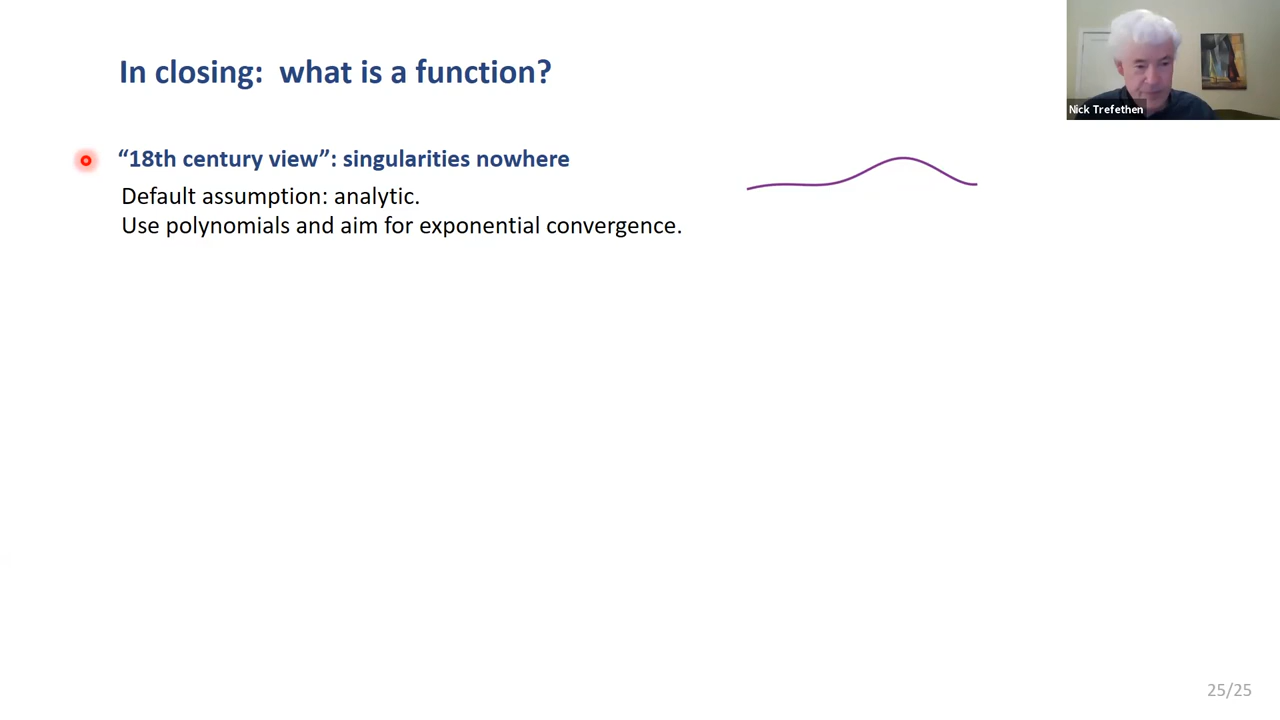 In closing:  what is a function?
Nick Trefethen
“18th century view”: singularities nowhere
Default assumption: analytic.
Use polynomials and aim for exponential convergence.
25/25